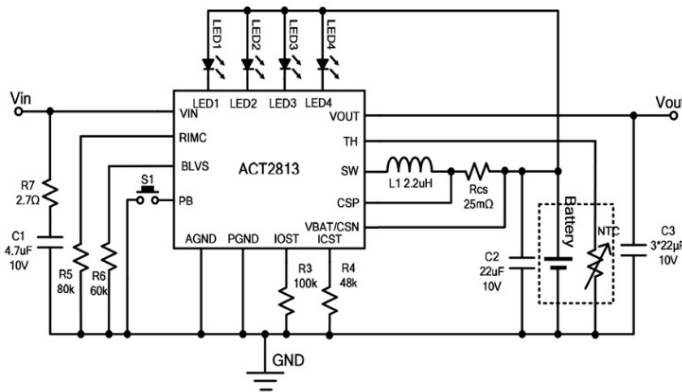 LED1
LED2
LED3
LED4
Vin
Vout
LED1 LED2 LED3 LED4
VIN
VOUT
RIMC
TH
BLVS
ACT2813
SW
L1 2.2uH
Rcs
25mΩ
S1
PB
CSP
VBAT/CSN
AGND PGND IOST ICST
R7
2.7Ω
C1
4.7uF
10V
R5
80k
R6
60k
R3
100k
R4
48k
C2
22uF
10V
Battery
NTC
C3
3*22µF
10V
GND